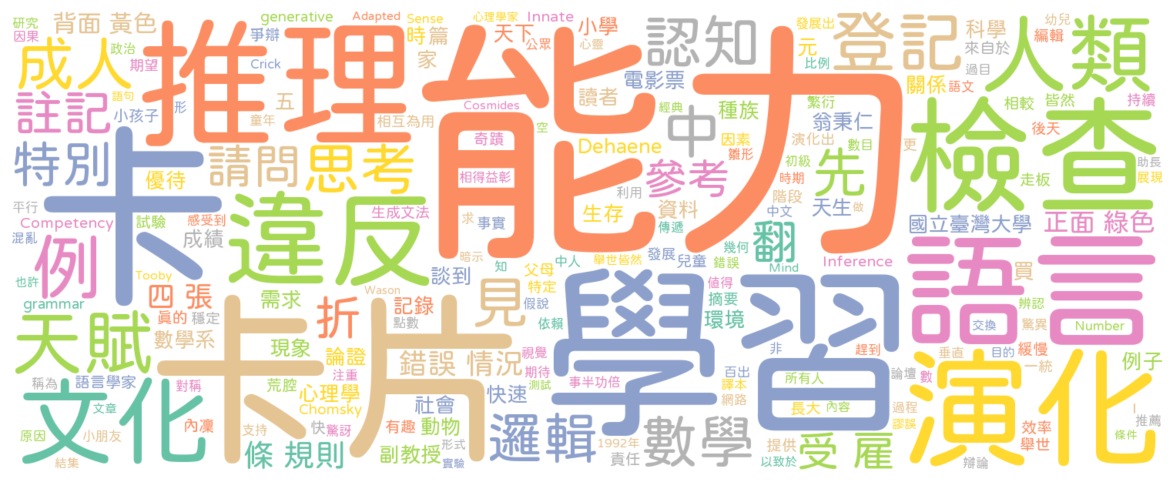 研究
背面 黃色
generative
Adapted
心理學家
Innate
發展出
幼兒
因果
政治
爭辯
Sense
時
篇
天下
公眾
小學
心靈
認知
元
登記
科學
編輯
人類
成人
推理
能力
期望
語句
Crick
家
比例
來自於
註記
小孩子
形
五
電影票
讀者
Cosmides
經典
種族
繁衍
關係
語文
過目
相較
皆然
持續
檢查
童年
相互為用
奇蹟
空
Dehaene
中
因素
翁秉仁
演化出
數目
更
後天
特別
卡
優待
請問
思考
相得益彰
雛形
初級
時期
走板
助長
展現
參考
利用
資料
階段
先
平行
Competency
試驗
感受到
成績
生成文法
求
事實
生存
傳遞
中文
天生
做
國立臺灣大學
正面 綠色
混亂
例
違反
談到
暗示
知
中人
舉世皆然
發展
幾何
兒童
錯誤
翻
Mind
Inference
買
語言
也許
Tooby
四 張
需求
Wason
父母
特定
值得
摘要
辨認
grammar
真的
穩定
折
記錄
點數
見
假說
依賴
環境
學習
交換
驚異
Number
天賦
數學系
現象
論證
錯誤 情況
視覺
非
趕到
垂直
目的
緩慢
一統
例子
稱為
語言學家
對稱
荒腔
注重
期待
測試
事半功倍
百出
譯本
網路
所有人
論壇
數
文化
文章
心理學
Chomsky
社會
快速
長大
內容
過程
謬誤
I
推薦
演化
原因
小朋友
內凜
支持
快
驚訝
有趣
動物
形式
邏輯
1992年
責任
數學
提供
以致於
受 雇
效率
舉世
條件
結集
條 規則
副教授
實驗
辯論
卡片